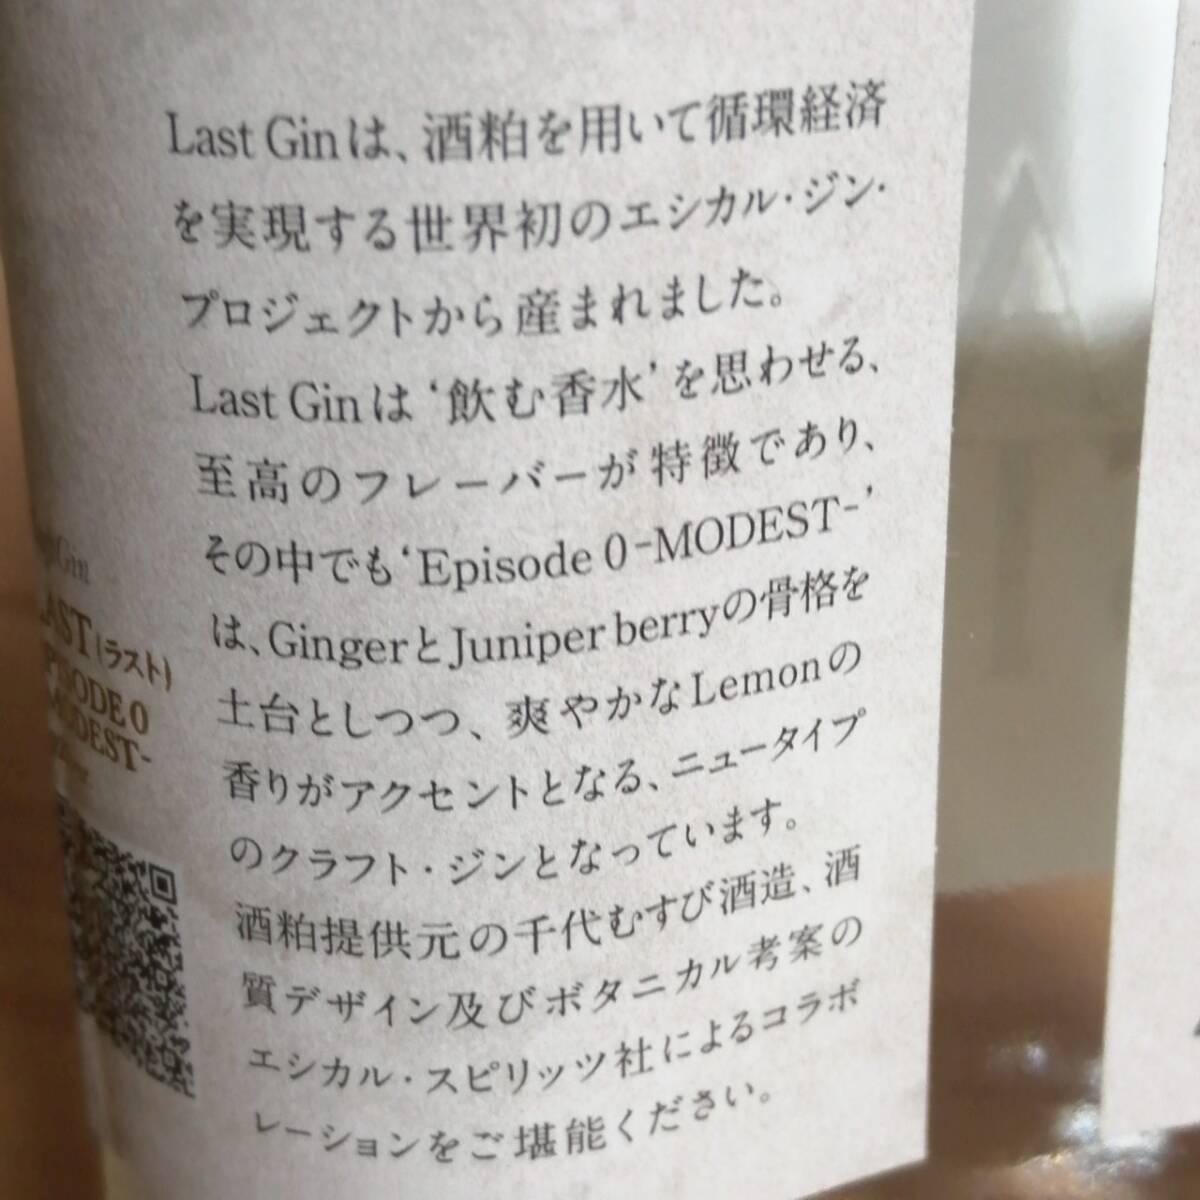 Last Ginは、酒粕を用いて循環経済
を実現する世界初のエシカル・ジン・
プロジェクトから産まれました。
Last Ginは‘飲む香水’を思わせる、
至高のフレーバーが特徴であり、
その中でも‘Episode 0-MODEST-’
は、GingerとJuniper berryの骨格を
土台としつつ、爽やかなLemonの
香りがアクセントとなる、ニュータイプ
のクラフト・ジンとなっています。
酒粕提供元の千代むすび酒造、酒
質デザイン及びボタニカル考案の
エシカル・スピリッツ社によるコラボ
レーションをご堪能ください。
Gin
LAST(ラスト)
EPISODE 0
-MODEST-